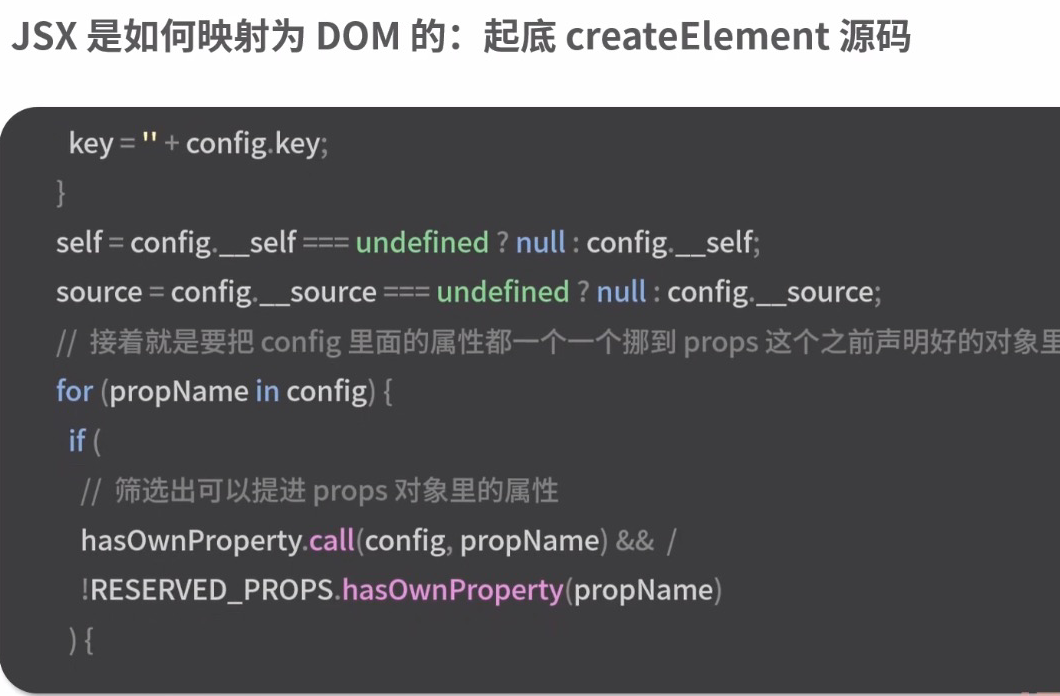 JSX 是如何映射为 DOM 的：起底 createElement 源码
key = '' + config.key;
}
self = config.__self === undefined ? null : config.__self;
source = config.__source === undefined ? null : config.__source;
// 接着就是要把 config 里面的属性都一个一个挪到 props 这个之前声明好的对象里
for (propName in config) {
if (
// 筛选出可以提进 props 对象里的属性
hasOwnProperty.call(config, propName) && /
!RESERVED_PROPS.hasOwnProperty(propName)
) {